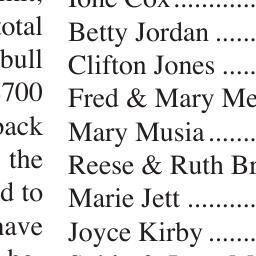 total
bull
700
back
the
d to
have
Ione Cox..........
Betty Jordan ......
Clifton Jones .....
Fred & Mary Me
Mary Musia.......
Reese & Ruth Br
Marie Jett ..........
Joyce Kirby .......